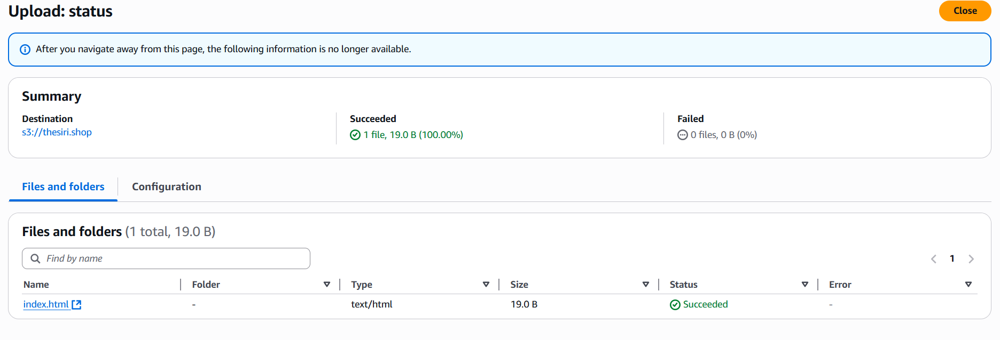 Upload: status
Close
After you navigate away from this page, the following information is no longer available.
Summary
Destination
s3://thesiri.shop
Succeeded
1 file, 19.0 B (100.00%)
Failed
0 files, 0 B (0%)
Files and folders
Configuration
Files and folders (1 total, 19.0 B)
Find by name
1
Name Folder Type Size Status Error
index.html - text/html 19.0 B Succeeded -